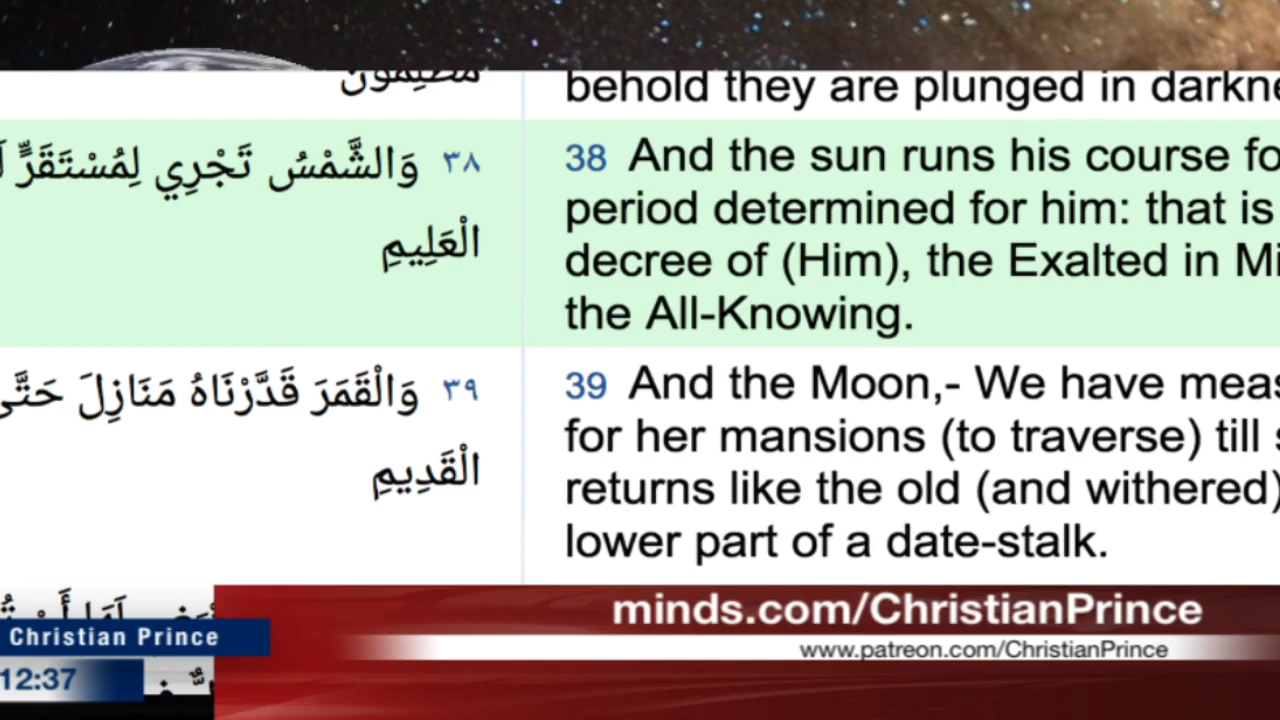 مظلمون
behold they are plunged in darkne
٣٨ وَالشَّمْسُ تَجْرِي لِمُسْتَقَرٍّ
الْعَلِيمِ
38 And the sun runs his course fo
period determined for him: that is
decree of (Him), the Exalted in Mi
the All-Knowing.
٣٩ وَالْقَمَرَ قَدَّرْنَاهُ مَنَازِلَ حَتَّى
الْقَدِيمِ
39 And the Moon,- We have meas
for her mansions (to traverse) till s
returns like the old (and withered)
lower part of a date-stalk.
minds.com/ChristianPrince
www.patreon.com/ChristianPrince
Christian Prince
12:37